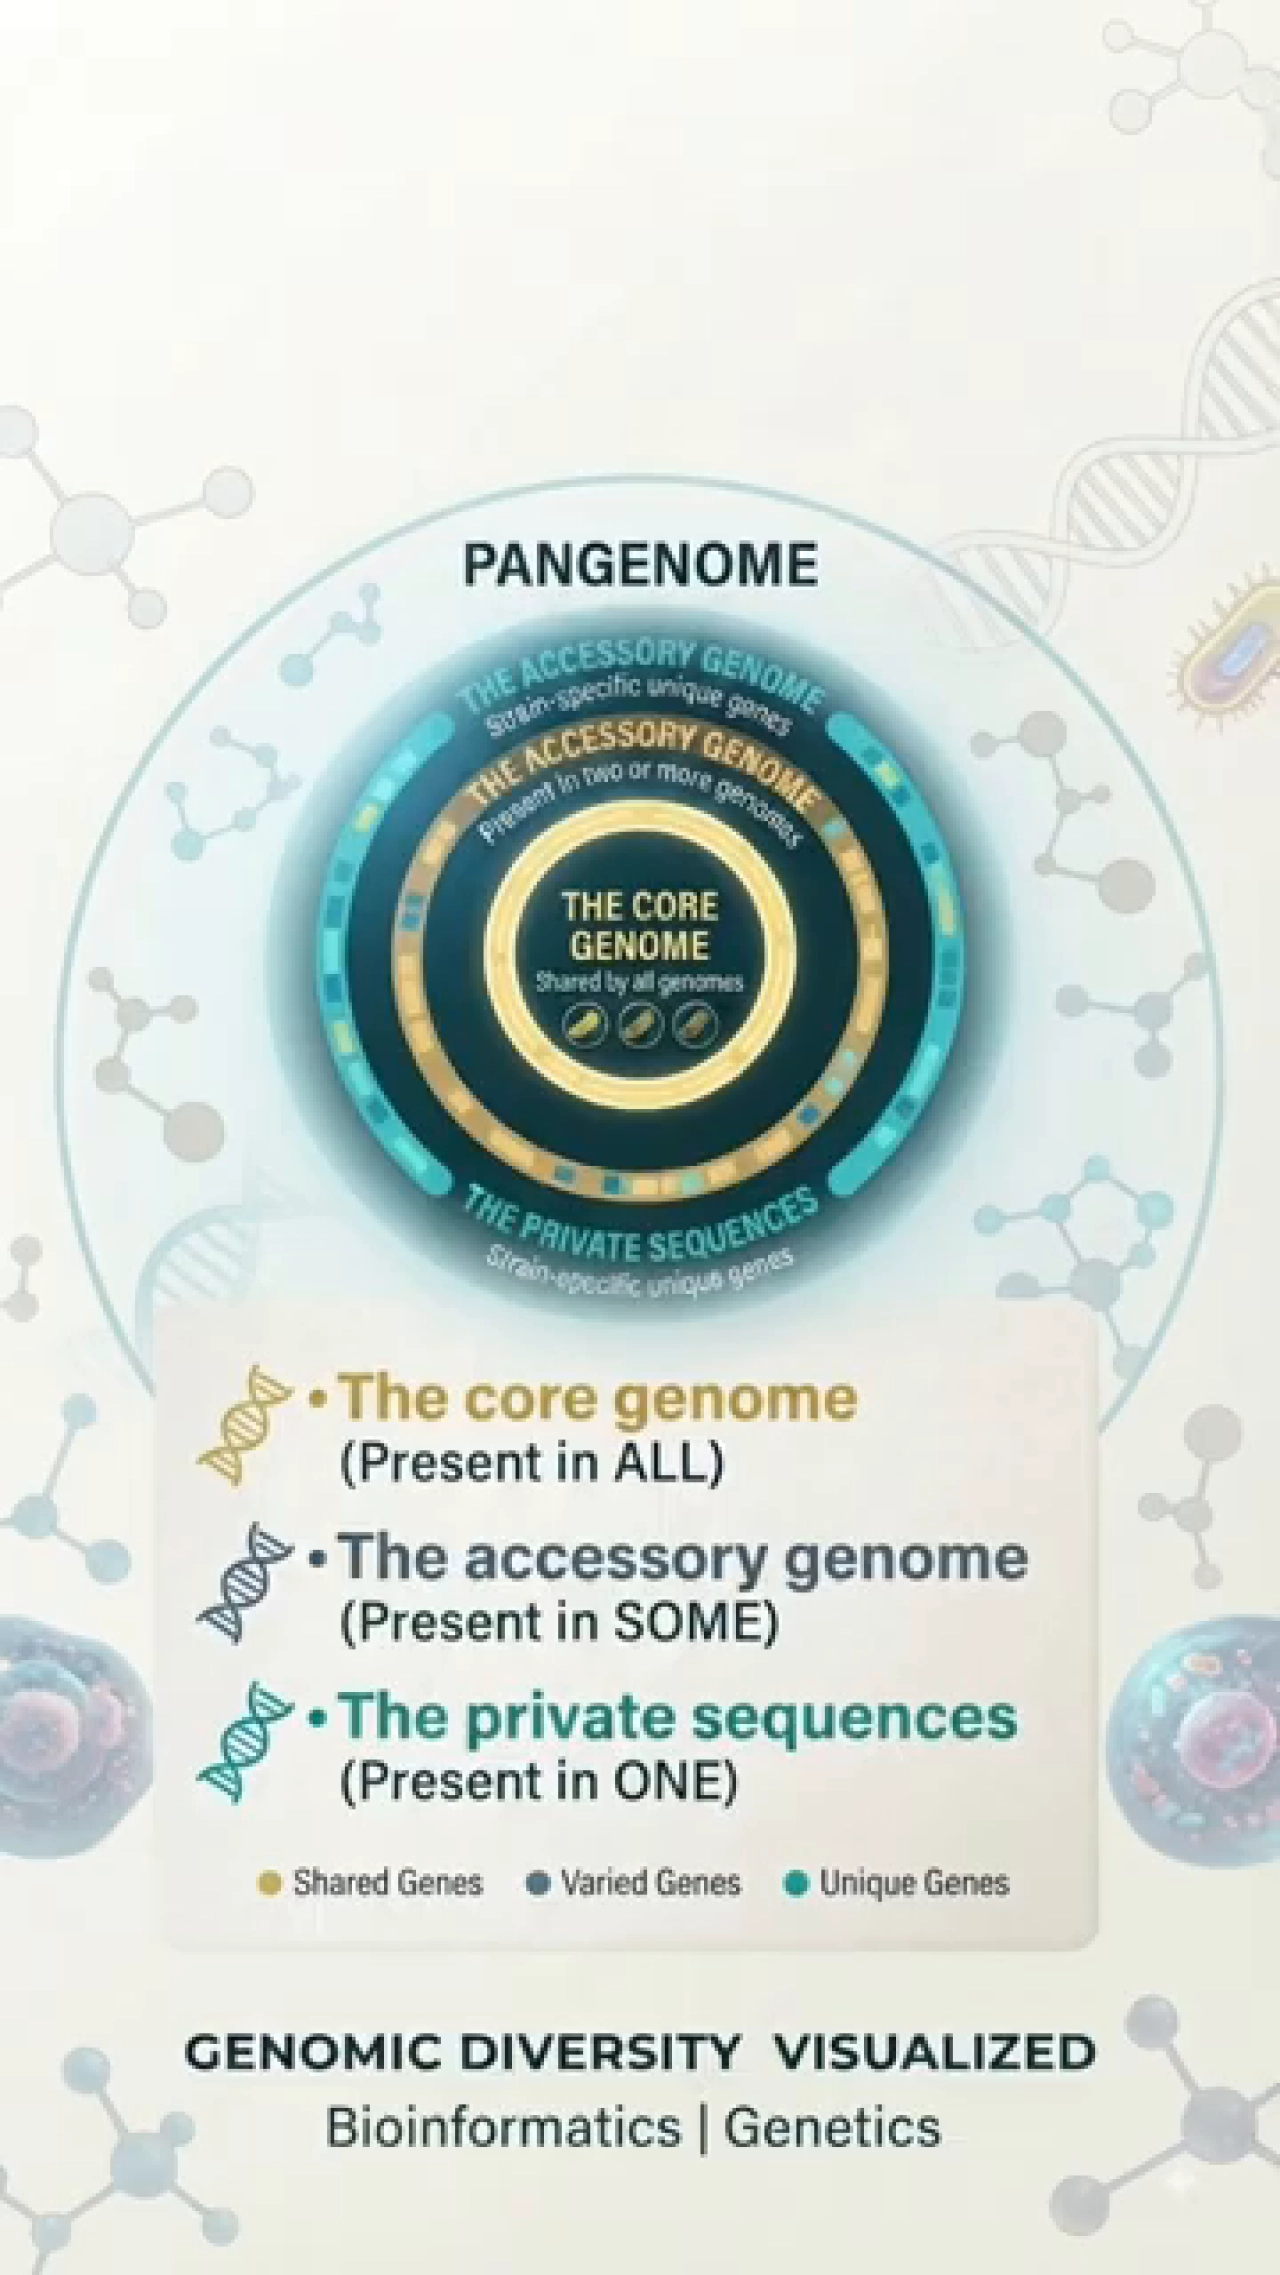 PANGENOME
THE ACCESSORY GENOME
Strain-specific unique genes
THE ACCESSORY GENOME
Present in two or more genomes
THE CORE
GENOME
Shared by all genomes
THE PRIVATE SEQUENCES
Strain-opecific unique genes
• The core genome
(Present in ALL)
• The accessory genome
(Present in SOME)
• The private sequences
(Present in ONE)
Shared Genes Varied Genes Unique Genes
GENOMIC DIVERSITY VISUALIZED
Bioinformatics | Genetics